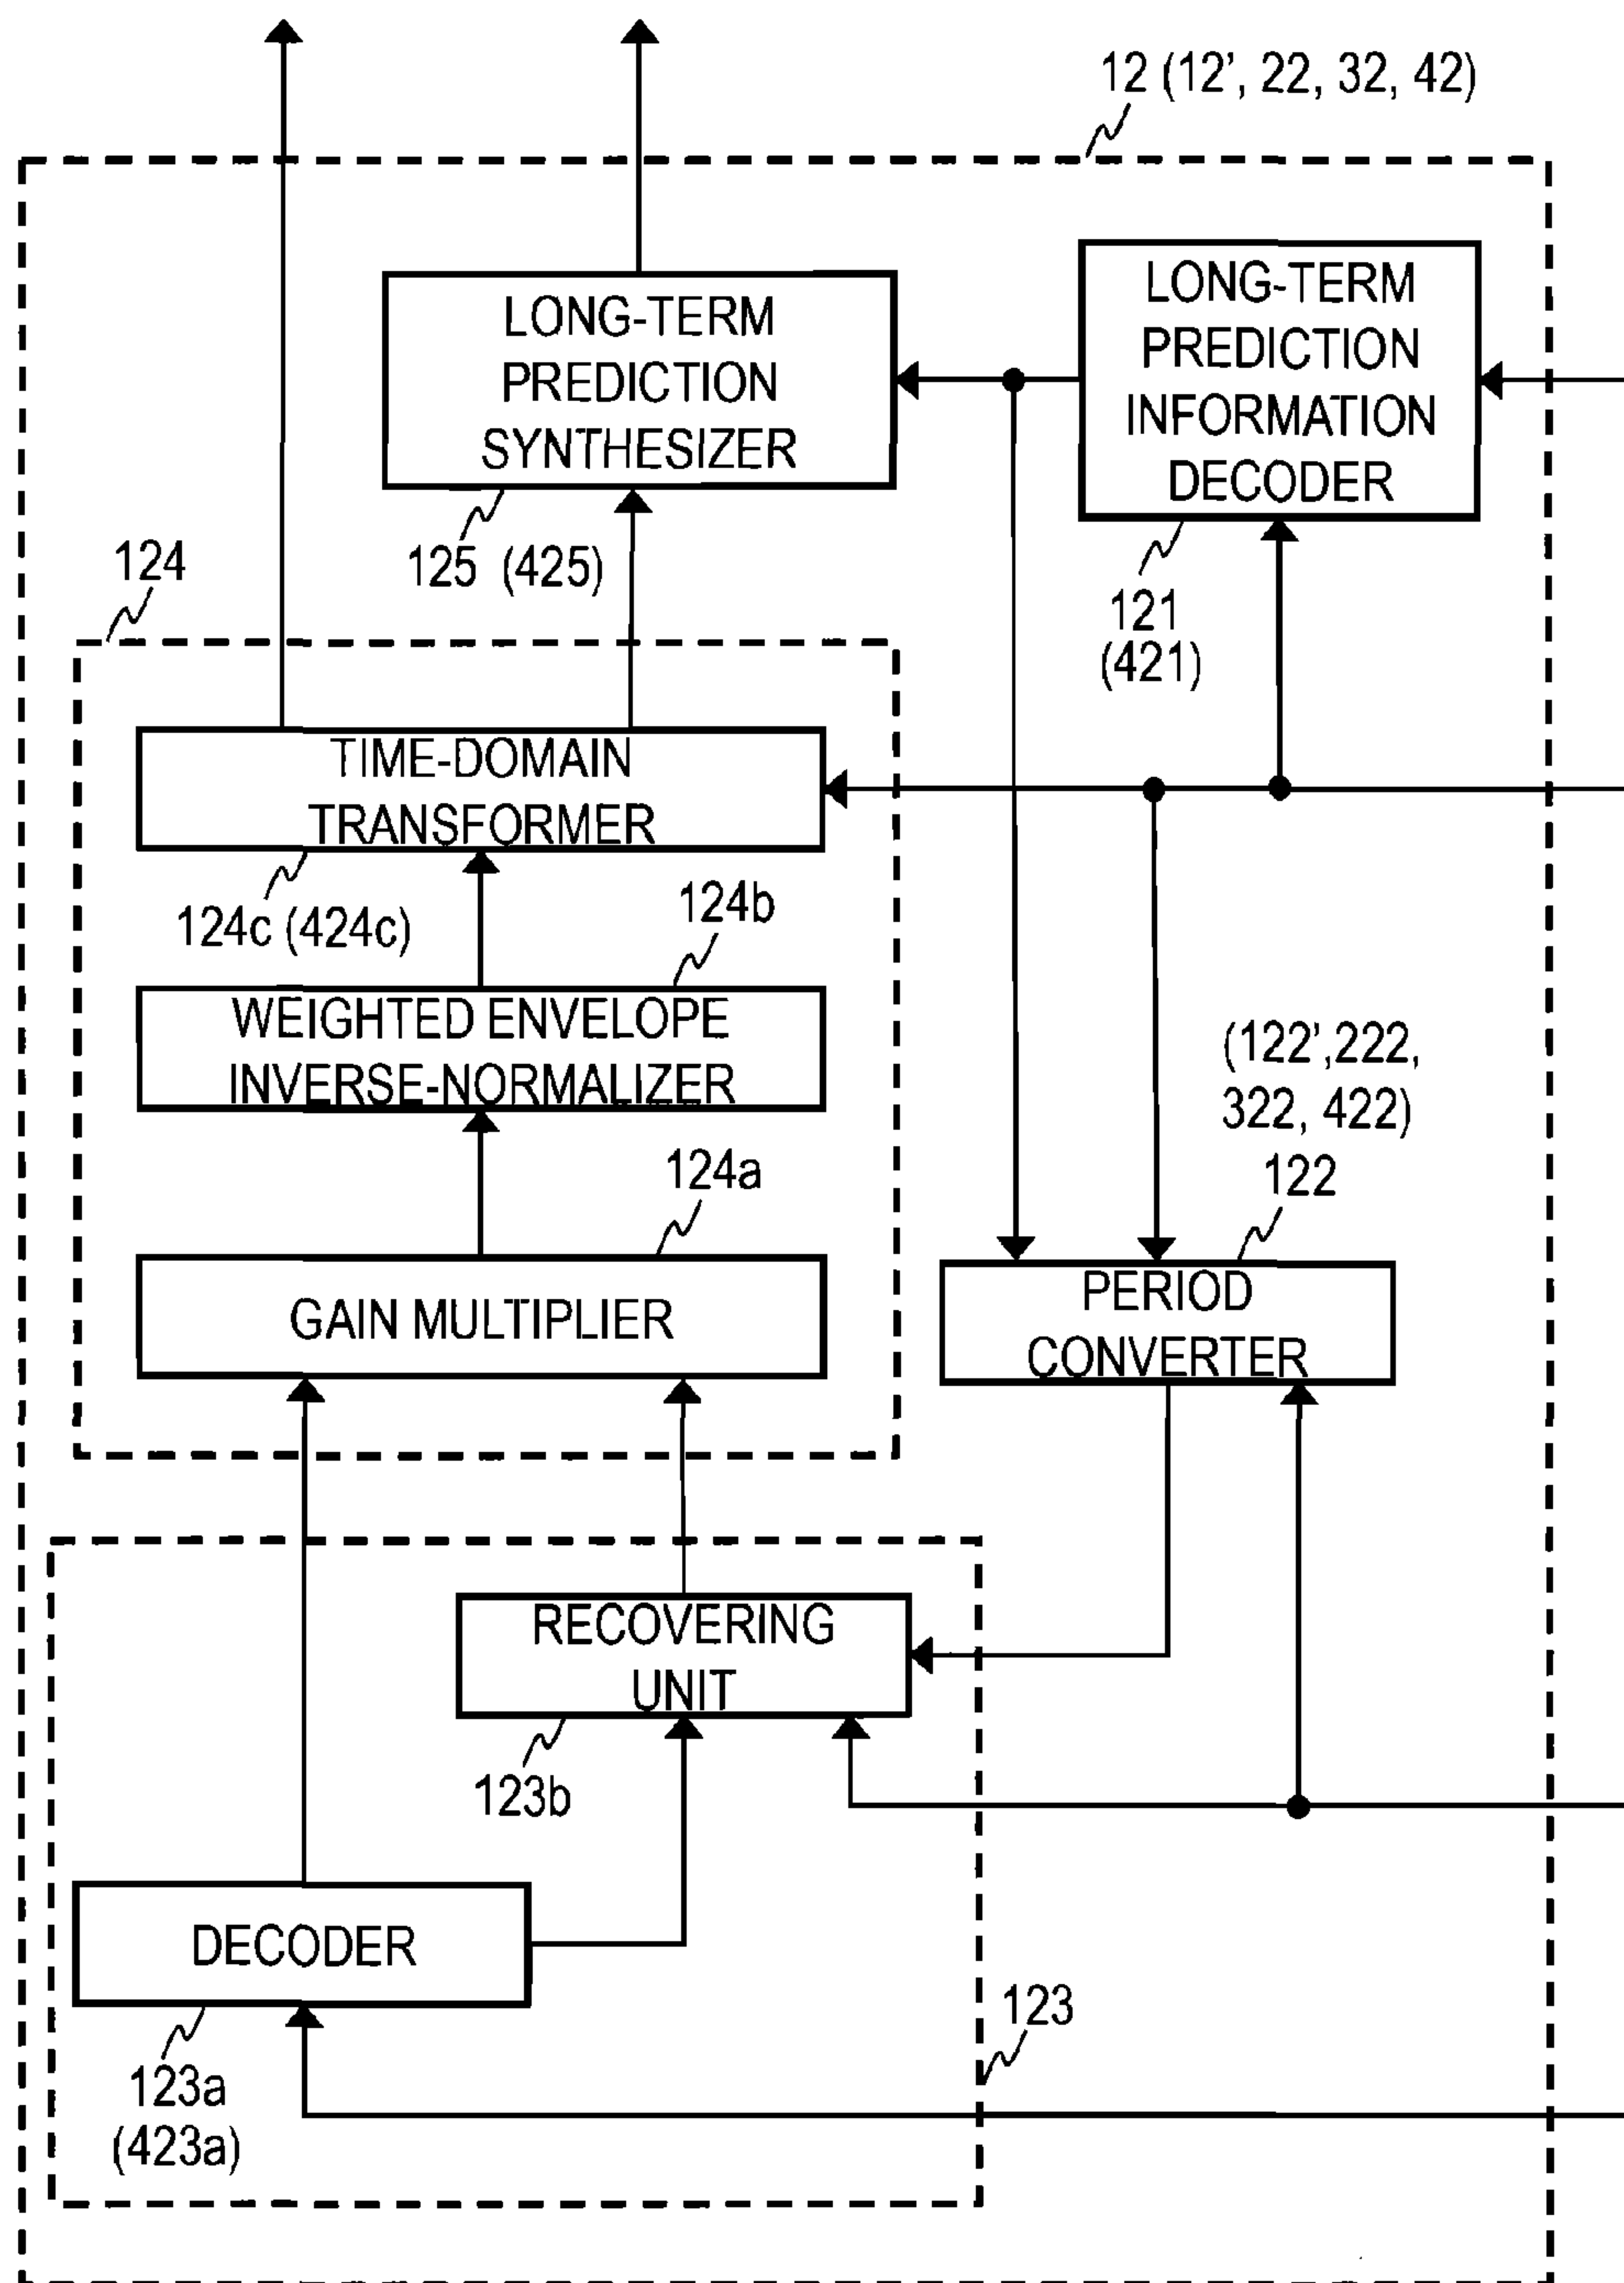 12 (12’, 22, 32, 42)
LONG-TERM
PREDICTION
SYNTHESIZER
125 (425)
LONG-TERM
PREDICTION
INFORMATION
DECODER
121
(421)
124
TIME-DOMAIN
TRANSFORMER
124c (424c)
124b
WEIGHTED ENVELOPE
INVERSE-NORMALIZER
124a
GAIN MULTIPLIER
(122’,222,
322, 422)
122
PERIOD
CONVERTER
RECOVERING
UNIT
123b
DECODER
123a
(423a)
123